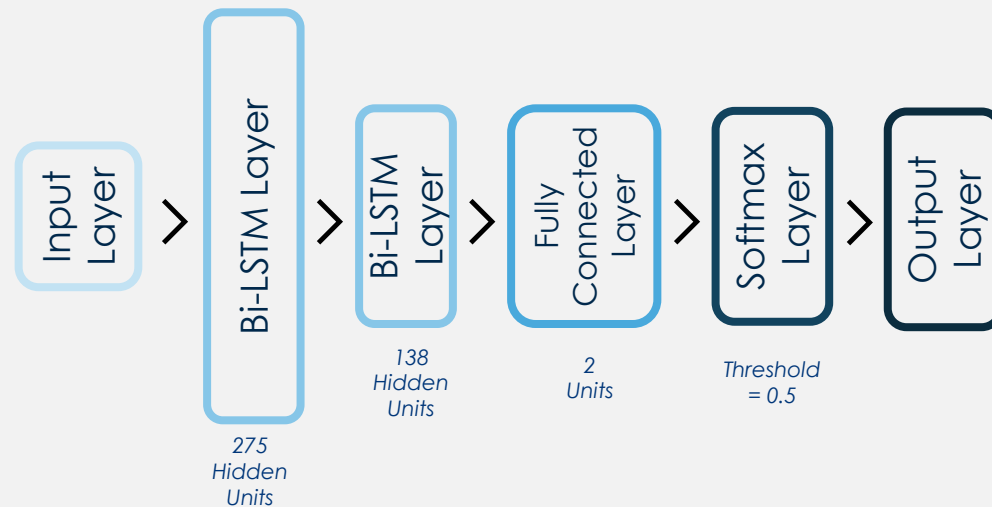 Input
Layer
Bi-LSTM Layer
275
Hidden
Units
Bi-LSTM
Layer
138
Hidden
Units
Fully
Connected
Layer
2
Units
Softmax
Layer
Threshold
= 0.5
Output
Layer